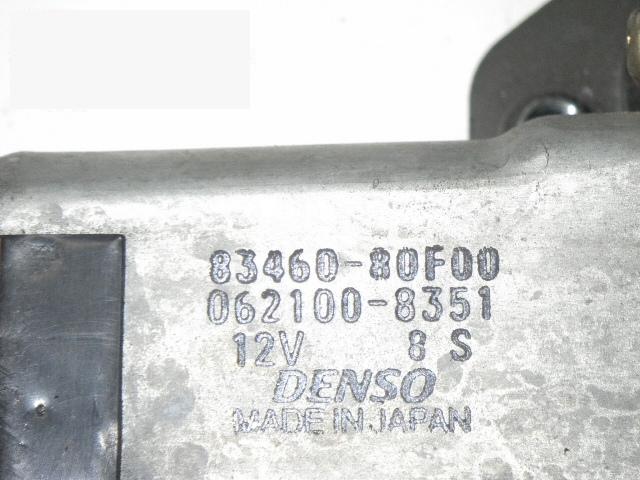 83460-80F00
062100-8351
12V 8 S
DENSO
MADE IN JAPAN